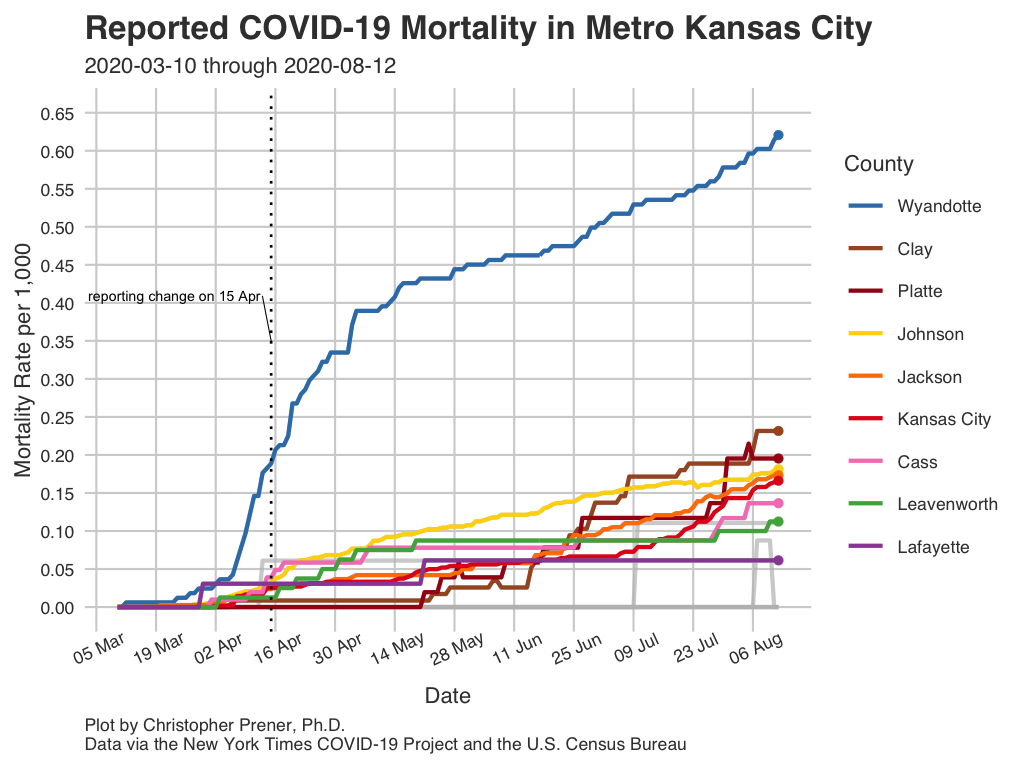 Reported COVID-19 Mortality in Metro Kansas City
2020-03-10 through 2020-08-12
Mortality Rate per 1,000
0.65
0.60
0.55
0.50
0.45
0.40
0.35
0.30
0.25
0.20
0.15
0.10
0.05
0.00
reporting change on 15 Apr
05 Mar
19 Mar
02 Apr
16 Apr
30 Apr
14 May
28 May
11 Jun
25 Jun
09 Jul
23 Jul
06 Aug
Date
County
Wyandotte
Clay
Platte
Johnson
Jackson
Kansas City
Cass
Leavenworth
Lafayette
Plot by Christopher Prener, Ph.D.
Data via the New York Times COVID-19 Project and the U.S. Census Bureau